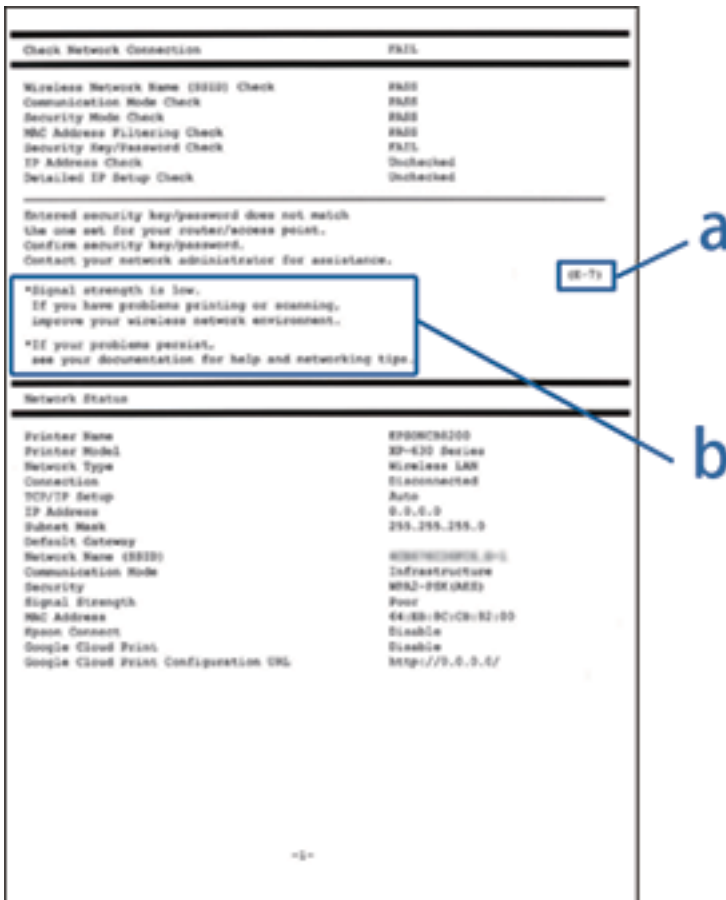 Check Network Connection FAIL
Wireless Network Name (SSID) Check PASS
Communication Mode Check PASS
Security Mode Check PASS
MAC Address Filtering Check PASS
Security Key/Password Check FAIL
IP Address Check Unchecked
Detailed IP Setup Check Unchecked
Entered security key/password does not match
the one set for your router/access point.
Confirm security key/password.
Contact your network administrator for assistance.
(E-7)
a
*Signal strength is low.
If you have problems printing or scanning,
improve your wireless network environment.
*If your problems persist,
see your documentation for help and networking tips.
b
Network Status
Printer Name
Printer Model XP-630 Series
Network Type Wireless LAN
Connection Disconnected
TCP/IP Setup Auto
IP Address 0.0.0.0
Subnet Mask 255.255.255.0
Default Gateway
Network Name (SSID)
Communication Mode Infrastructure
Security WPA2-PSK(AES)
Signal Strength Poor
MAC Address
Epson Connect Disable
Google Cloud Print Disable
Google Cloud Print Configuration URL http://0.0.0.0/
-1-